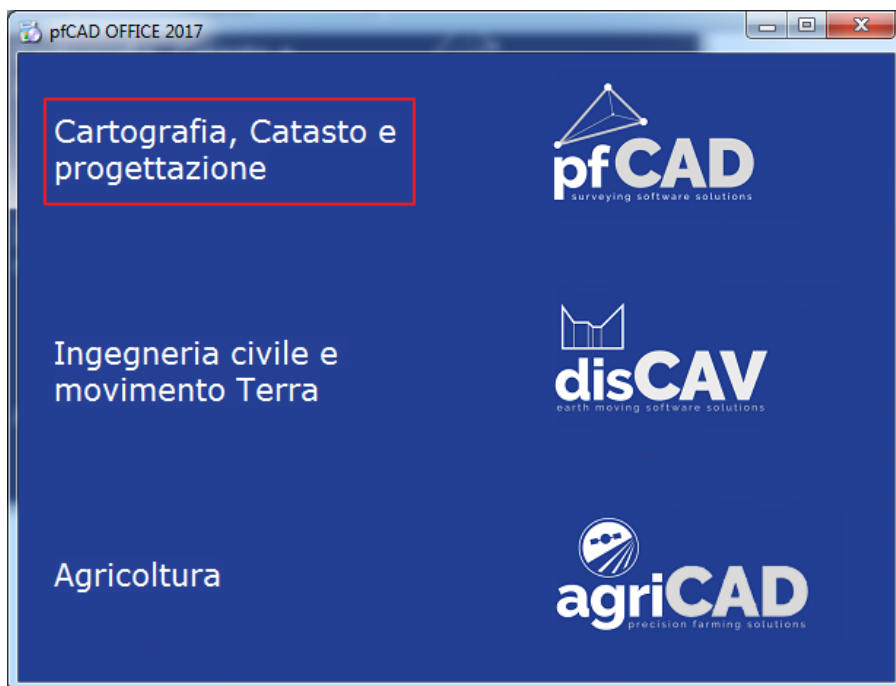 pfCAD OFFICE 2017
Cartografia, Catasto e
progettazione
pfCAD
surveying software solutions
Ingegneria civile e
movimento Terra
disCAV
earth moving software solutions
Agricoltura
agriCAD
precision farming solutions